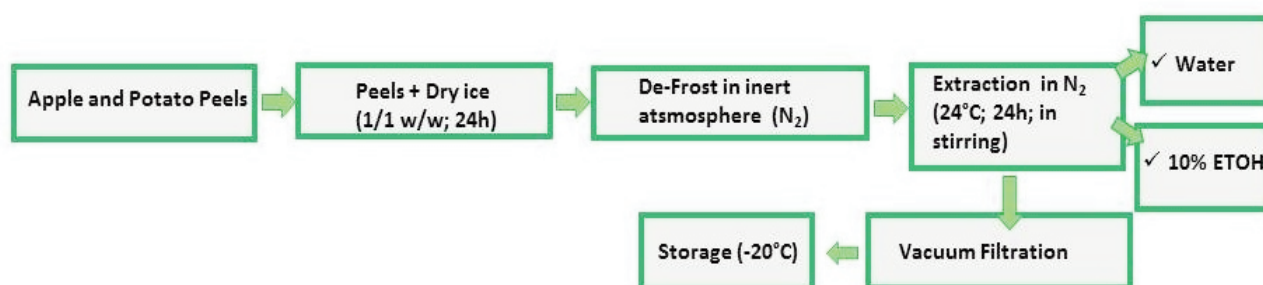 Apple and Potato Peels
Peels + Dry ice
(1/1 w/w; 24h)
De-Frost in inert
atsmosphere (N₂)
Extraction in N₂
(24°C; 24h; in
stirring)
✓ Water
✓ 10% ETOH
Vacuum Filtration
Storage (-20°C)